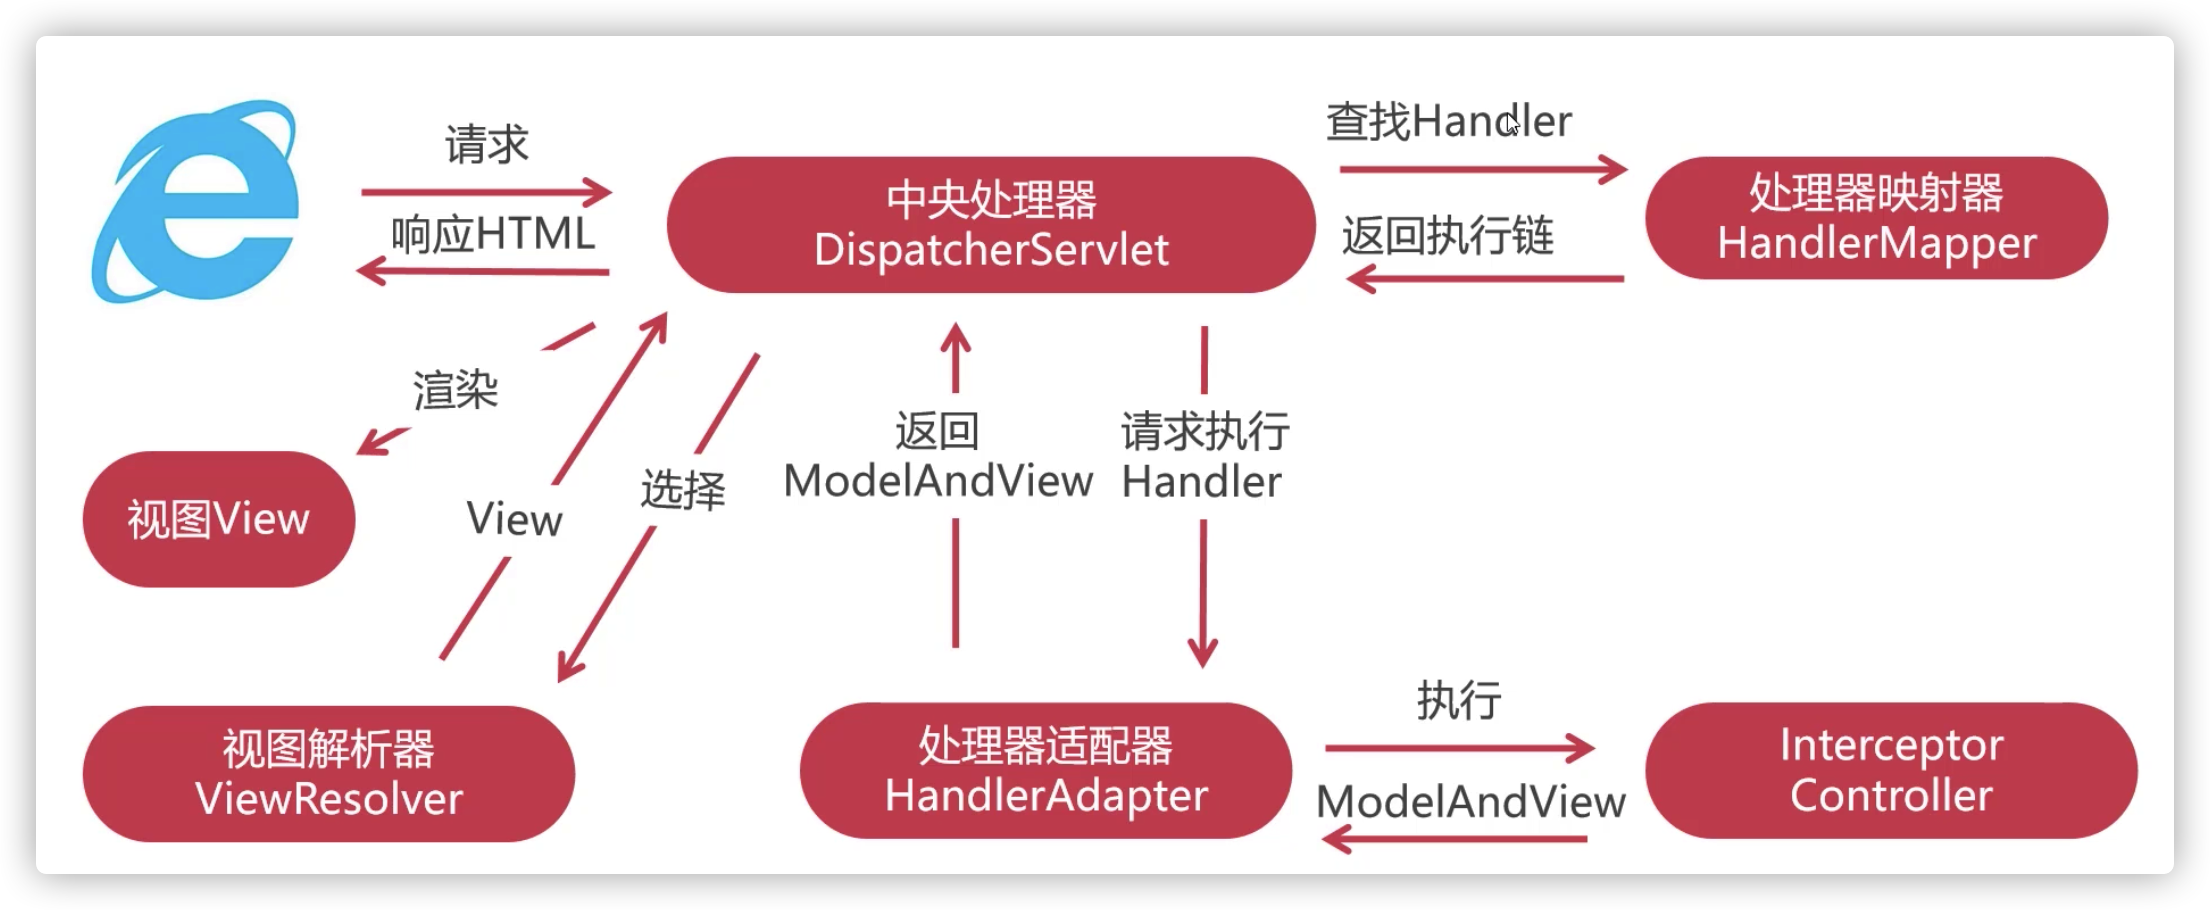 请求
响应HTML
中央处理器
DispatcherServlet
查找Handler
返回执行链
处理器映射器
HandlerMapper
渲染
视图View
View
选择
返回
ModelAndView
请求执行
Handler
视图解析器
ViewResolver
处理器适配器
HandlerAdapter
执行
ModelAndView
Interceptor
Controller